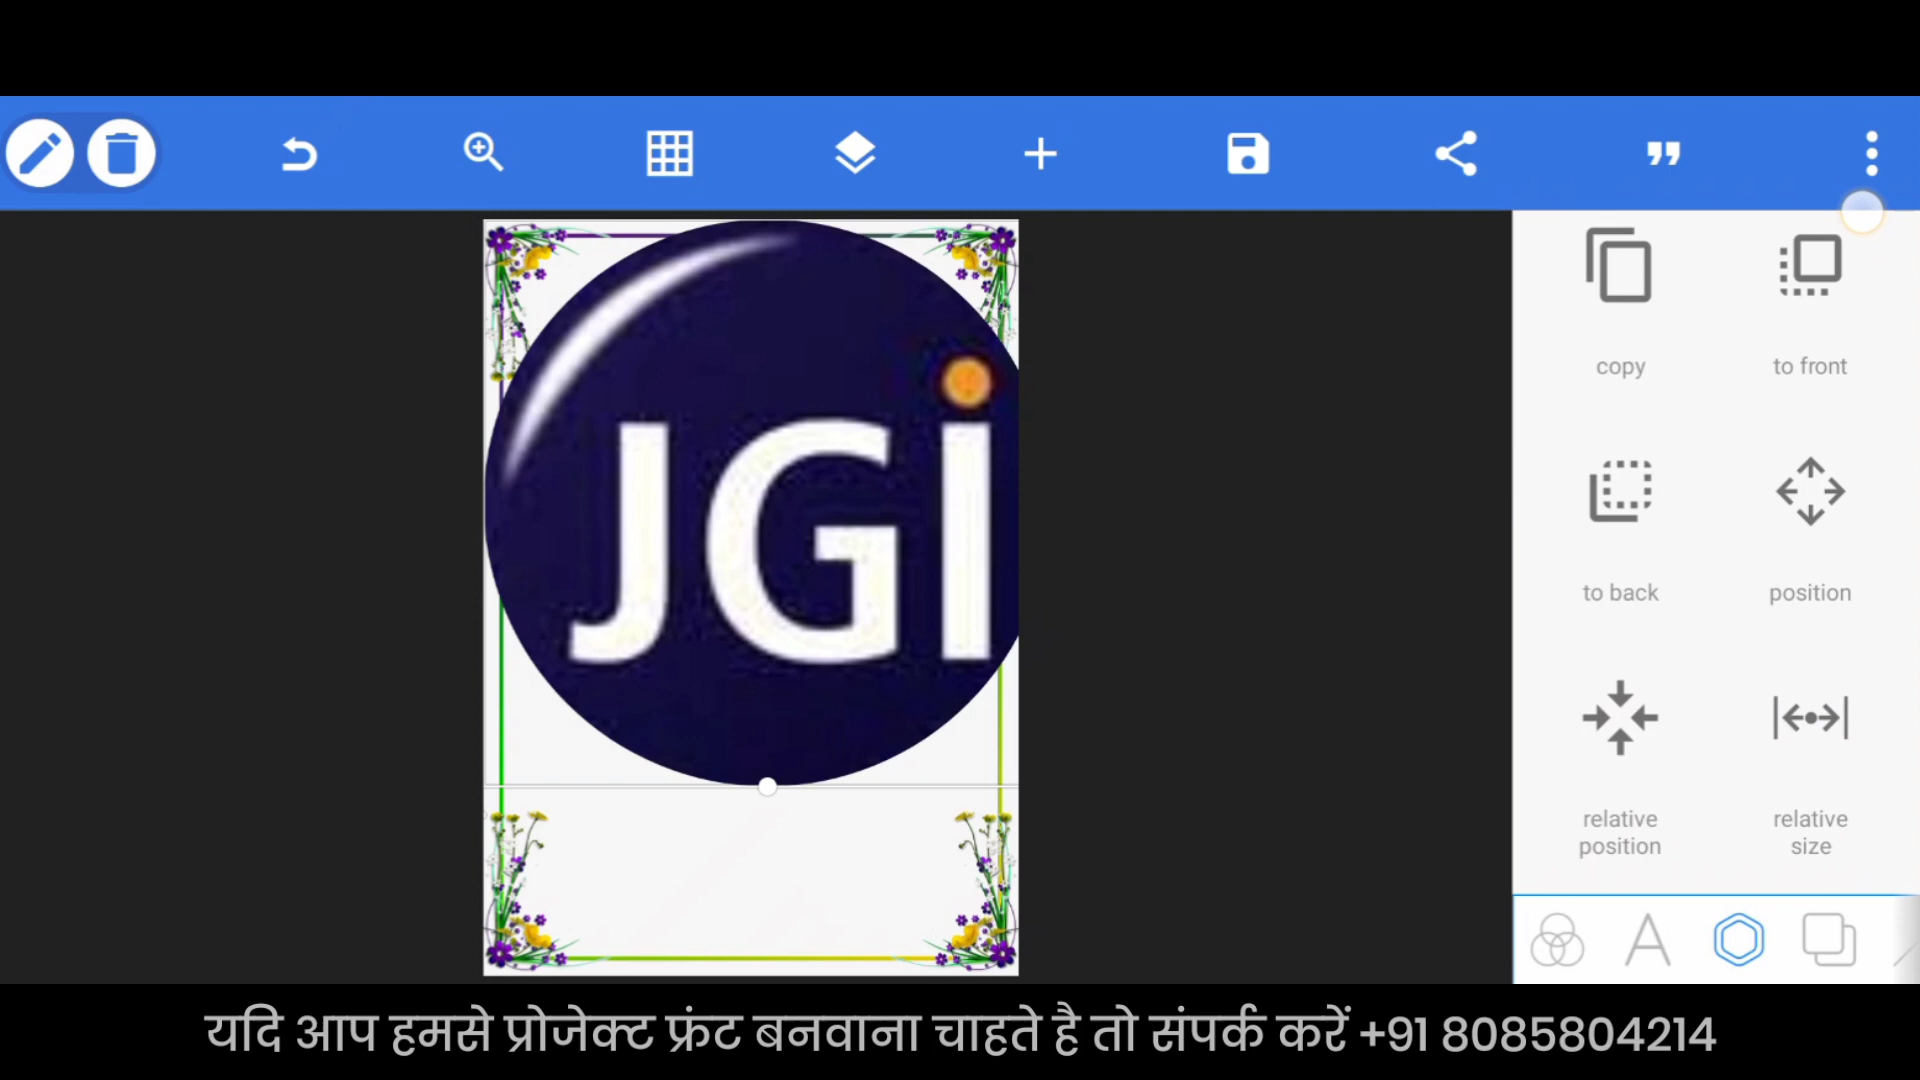 JGi
copy
to front
to back
position
relative
position
relative
size
A
यदि आप हमसे प्रोजेक्ट फ्रंट बनवाना चाहते है तो संपर्क करें +91 8085804214